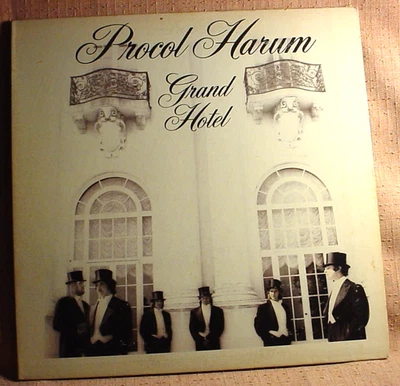 Procol Harum
Grand
Hotel